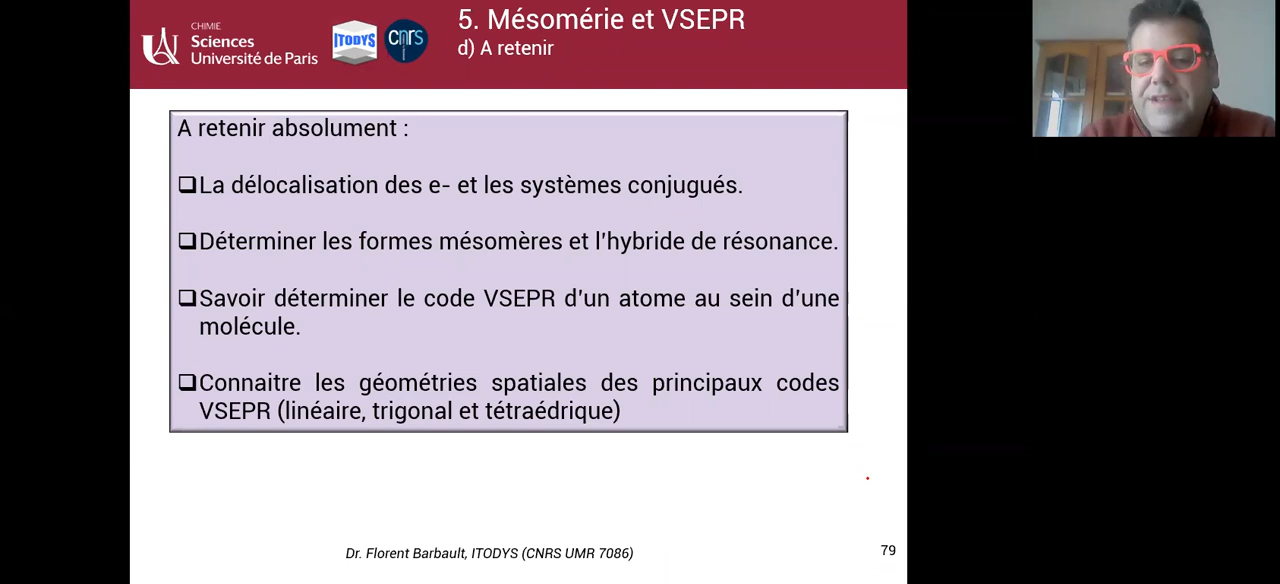 CHIMIE
Sciences
Université de Paris
ITODYS
cnrs
5. Mésomérie et VSEPR
d) A retenir
A retenir absolument :
❑La délocalisation des e- et les systèmes conjugués.
❑Déterminer les formes mésomères et l'hybride de résonance.
❑Savoir déterminer le code VSEPR d'un atome au sein d'une
molécule.
❑Connaitre les géométries spatiales des principaux codes
VSEPR (linéaire, trigonal et tétraédrique)
Dr. Florent Barbault, ITODYS (CNRS UMR 7086)
79